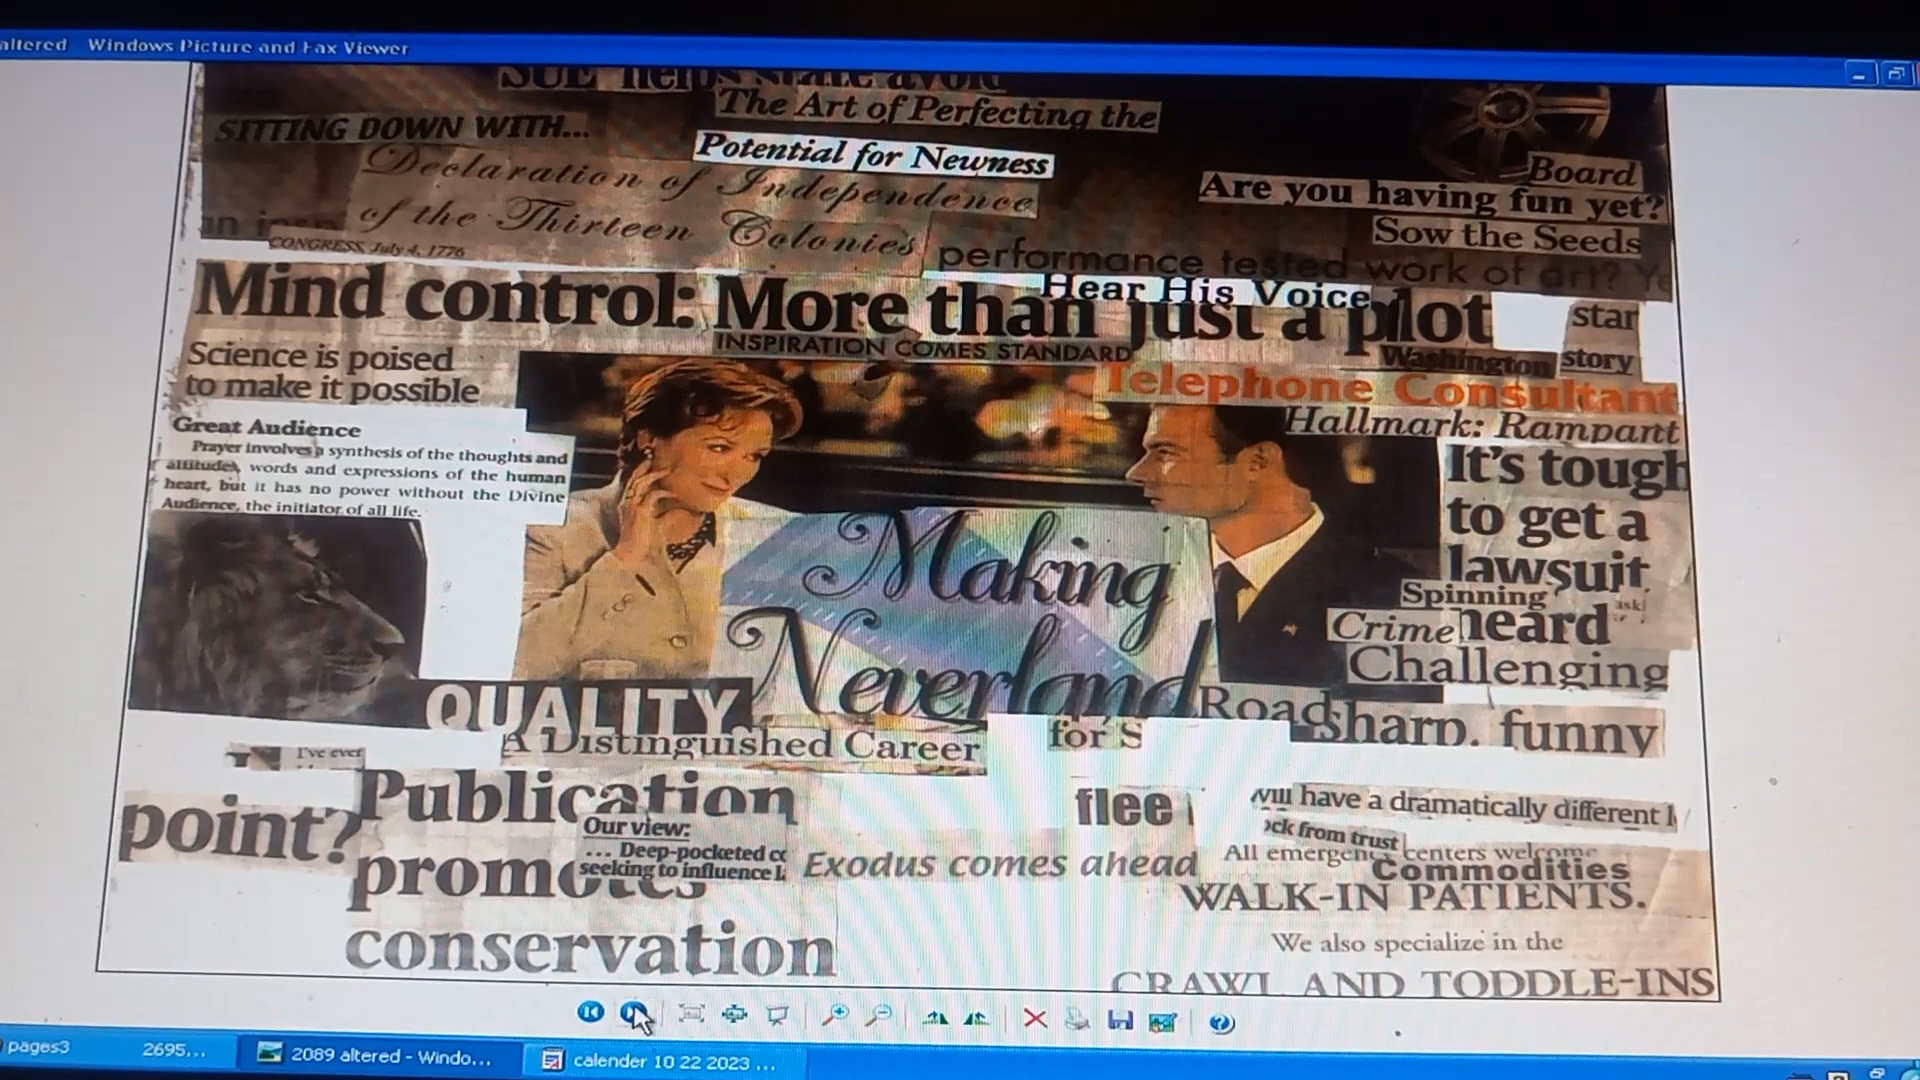 altered Windows Picture and Fax Viewer
SUE helps state avoid
The Art of Perfecting the
SITTING DOWN WITH...
Potential for Newness
Declaration of Independence
of the Thirteen Colonies
CONGRESS, July 4, 1776
Board
Are you having fun yet?
Sow the Seeds
performance tested work of art?
Hear His Voice
Mind control: More than just a plot
INSPIRATION COMES STANDARD
star
Washington story
Science is poised
to make it possible
Telephone Consultant
Hallmark: Rampant
Great Audience
Prayer involves a synthesis of the thoughts and
attitudes, words and expressions of the human
heart, but it has no power without the Divine
Audience, the initiator of all life.
It's tough
to get a
lawsuit
Spinning
ask
Crime heard
Challenging
Making
Neverland
QUALITY
Road sharp. funny
A Distinguished Career
for S
I've ever
point?
Publication
Our view:
... Deep-pocketed
seeking to influence
promotes
conservation
flee
Exodus comes ahead
will have a dramatically different
ock from trust
All emergency centers welcome
Commodities
WALK-IN PATIENTS.
We also specialize in the
CRAWL AND TODDLE-INS
pages3
2695...
2089 altered - Windo...
calender 10 22 2023 ...